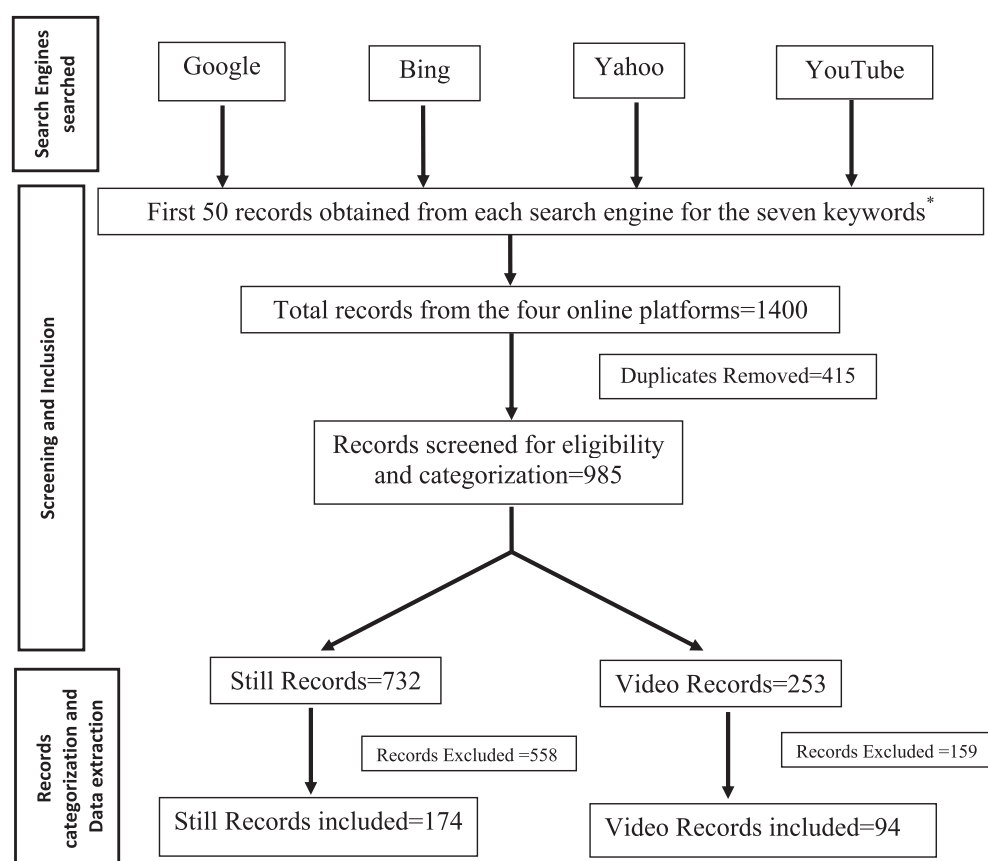 Search Engines
searched
Google
Bing
Yahoo
YouTube
Screening and Inclusion
First 50 records obtained from each search engine for the seven keywords*
Total records from the four online platforms=1400
Duplicates Removed=415
Records screened for eligibility
and categorization=985
Records
categorization and
Data extraction
Still Records=732
Video Records=253
Records Excluded =558
Records Excluded =159
Still Records included=174
Video Records included=94